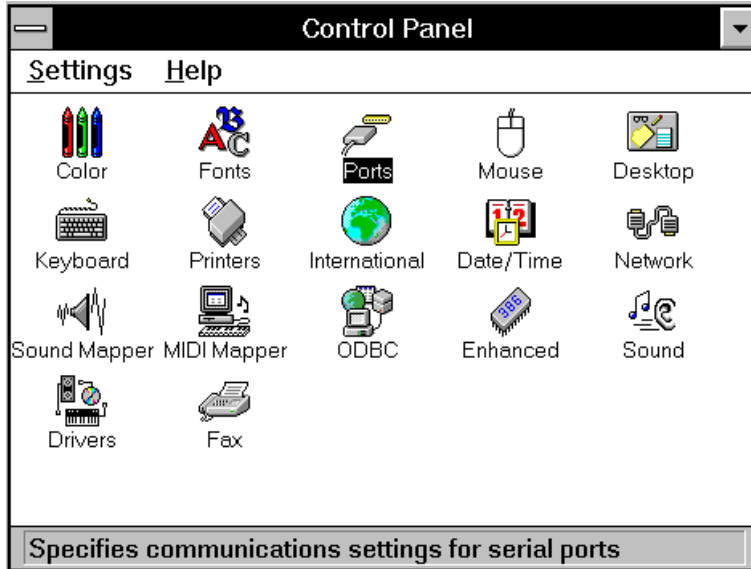 Control Panel
Settings Help
Color Fonts Ports Mouse Desktop
Keyboard Printers International Date/Time Network
Sound Mapper MIDI Mapper ODBC Enhanced Sound
Drivers Fax
Specifies communications settings for serial ports